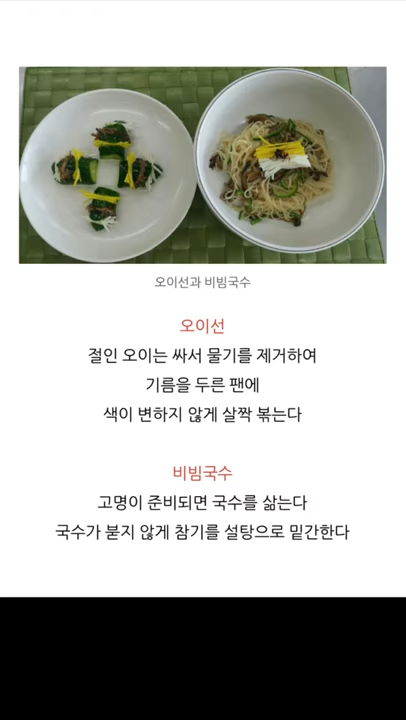 오이선과 비빔국수
오이선
절인 오이는 싸서 물기를 제거하여
기름을 두른 팬에
색이 변하지 않게 살짝 볶는다
비빔국수
고명이 준비되면 국수를 삶는다
국수가 붇지 않게 참기를 설탕으로 밑간한다